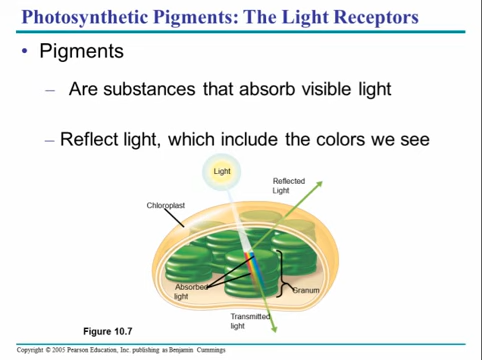 Photosynthetic Pigments: The Light Receptors
• Pigments
– Are substances that absorb visible light
– Reflect light, which include the colors we see
Light
Reflected
Light
Chloroplast
Absorbed
light
Granum
Transmitted
light
Figure 10.7
Copyright © 2005 Pearson Education, Inc. publishing as Benjamin Cummings